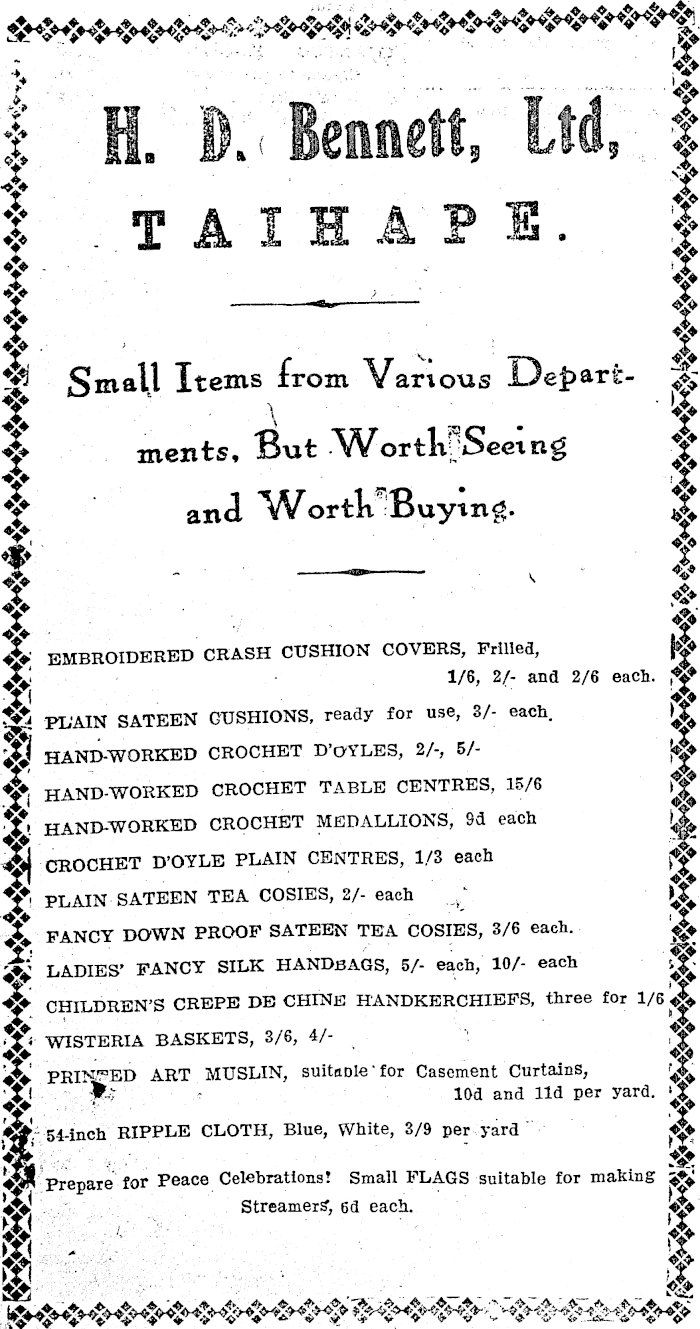 H. D. Bennett, Ltd,
TAIHAPE.
Small Items from Various Depart-
ments, But Worth Seeing
and Worth Buying.
EMBROIDERED CRASH CUSHION COVERS, Frilled,
1/6, 2/- and 2/6 each.
PLAIN SATEEN CUSHIONS, ready for use, 3/- each.
HAND-WORKED CROCHET D'OYLES, 2/-, 5/-
HAND-WORKED CROCHET TABLE CENTRES, 15/6
HAND-WORKED CROCHET MEDALLIONS, 9d each
CROCHET D'OYLE PLAIN CENTRES, 1/3 each
PLAIN SATEEN TEA COSIES, 2/- each
FANCY DOWN PROOF SATEEN TEA COSIES, 3/6 each.
LADIES' FANCY SILK HANDBAGS, 5/- each, 10/- each
CHILDREN'S CREPE DE CHINE HANDKERCHIEFS, three for 1/6
WISTERIA BASKETS, 3/6, 4/-
PRINTED ART MUSLIN, suitable for Casement Curtains,
10d and 11d per yard.
54-inch RIPPLE CLOTH, Blue, White, 3/9 per yard
Prepare for Peace Celebrations! Small FLAGS suitable for making
Streamers, 6d each.